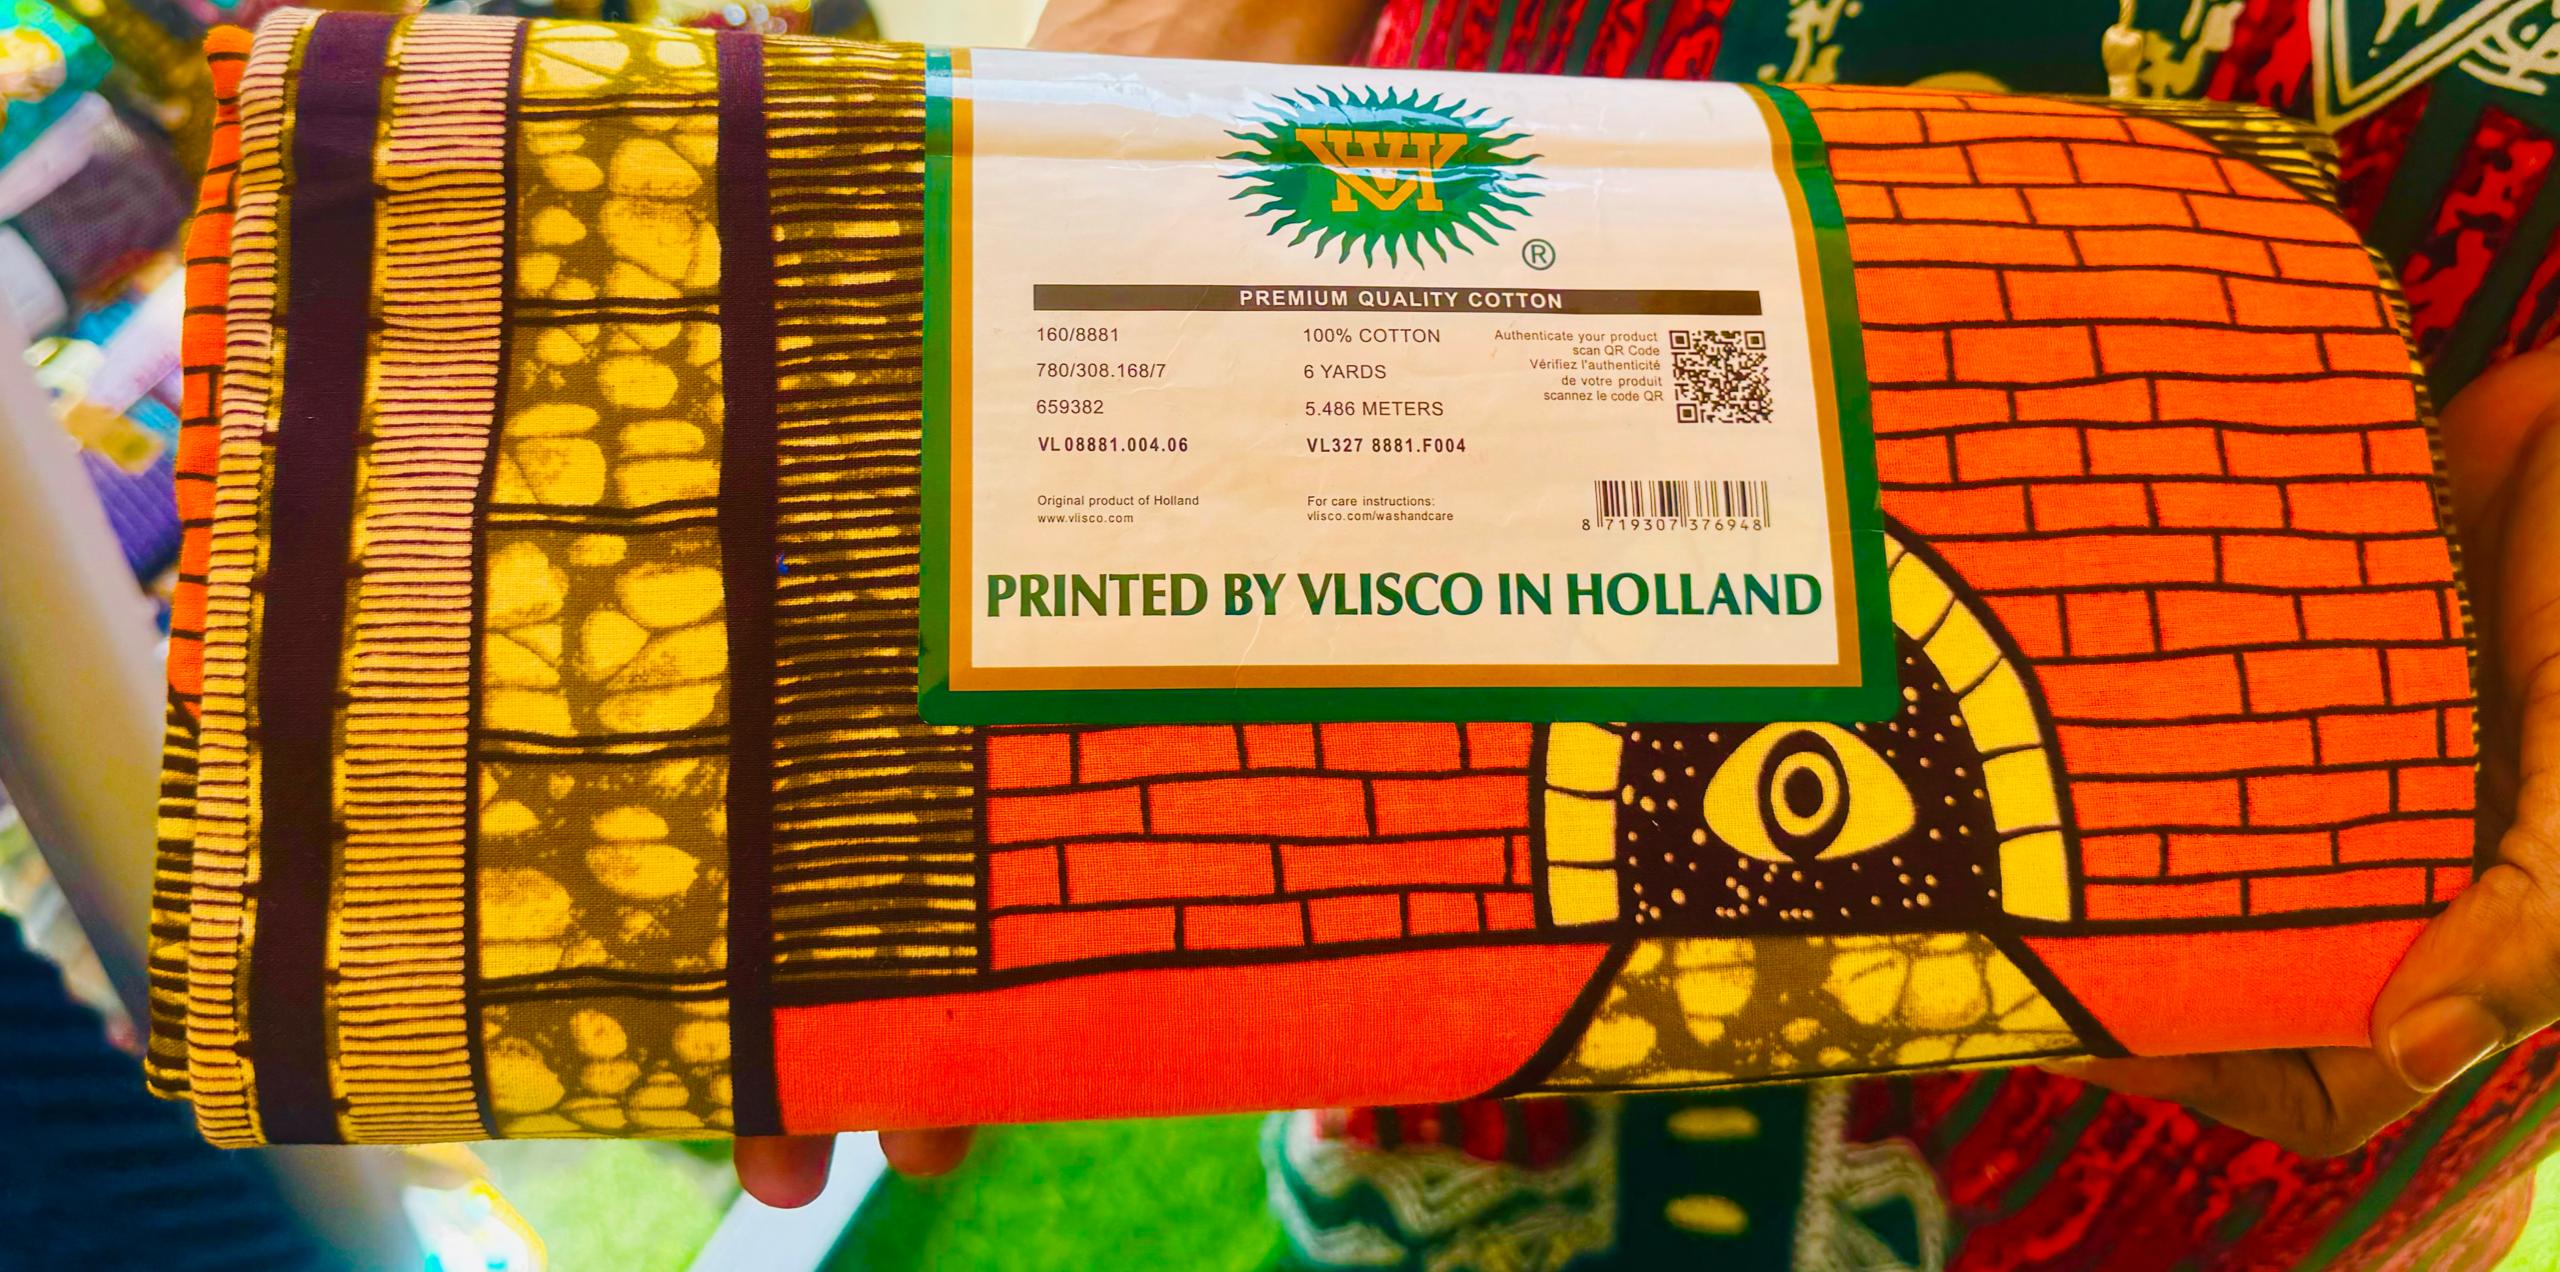 ®
PREMIUM QUALITY COTTON
160/8881
780/308.168/7
659382
VL08881.004.06
100% COTTON
6 YARDS
5.486 METERS
VL327 8881.F004
Authenticate your product
scan QR Code
Vérifiez l'authenticité
de votre produit
scannez le code QR
Original product of Holland
www.vlisco.com
For care instructions:
vlisco.com/washandcare
8 719307 376948
PRINTED BY VLISCO IN HOLLAND